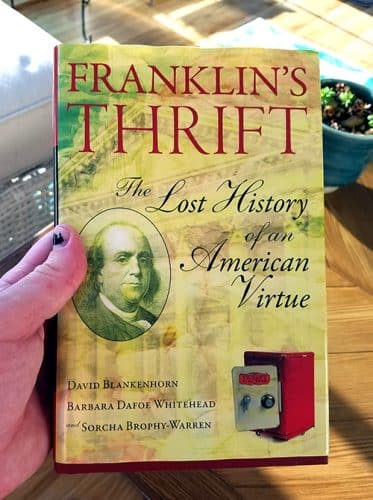 FRANKLIN'S
THRIFT
The Lost History
of an
American
Virtue
DAVID BLANKENHORN
BARBARA DAFOE WHITEHEAD
and SORCHA BROPHY-WARREN